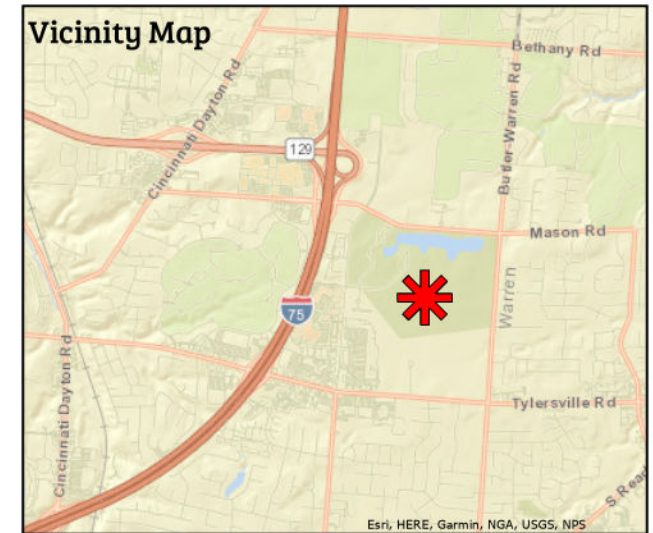 Vicinity Map
Bethany Rd
Cincinnati Dayton Rd
Butler-Warren Rd
129
Mason Rd
Warren
75
Cincinnati Dayton Rd
Tylersville Rd
S Read
Esri, HERE, Garmin, NGA, USGS, NPS